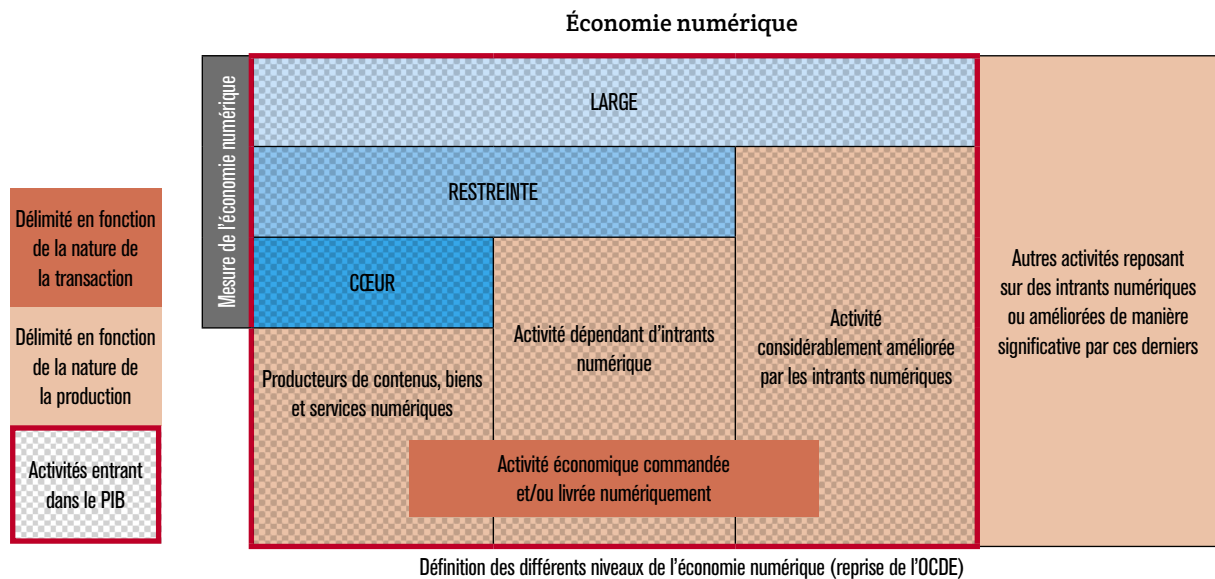 Économie numérique
Mesure de l'économie numérique
LARGE
RESTREINTE
CŒUR
Délimité en fonction
de la nature de
la transaction
Délimité en fonction
de la nature de
la production
Activités entrant
dans le PIB
Producteurs de contenus, biens
et services numériques
Activité dépendant d'intrants
numérique
Activité
considérablement améliorée
par les intrants numériques
Autres activités reposant
sur des intrants numériques
ou améliorées de manière
significative par ces derniers
Activité économique commandée
et/ou livrée numériquement
Définition des différents niveaux de l'économie numérique (reprise de l'OCDE)